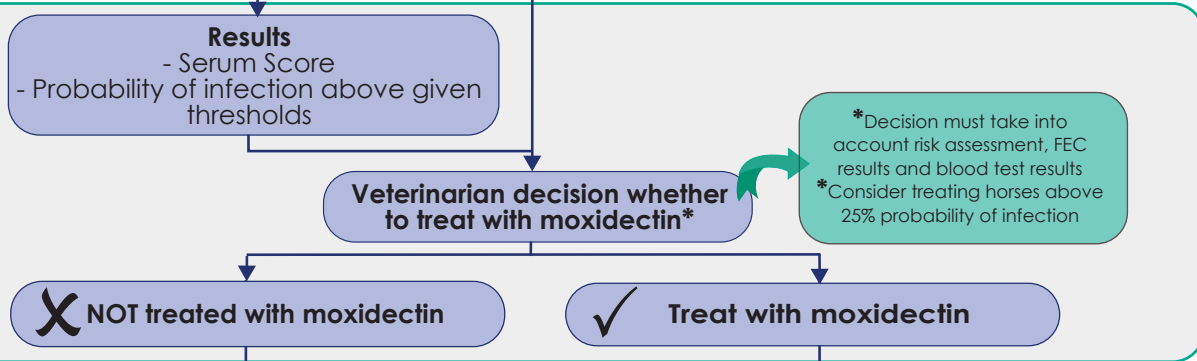 Results
- Serum Score
- Probability of infection above given
thresholds
*Decision must take into
account risk assessment, FEC
results and blood test results
*Consider treating horses above
25% probability of infection
Veterinarian decision whether
to treat with moxidectin*
NOT treated with moxidectin
Treat with moxidectin